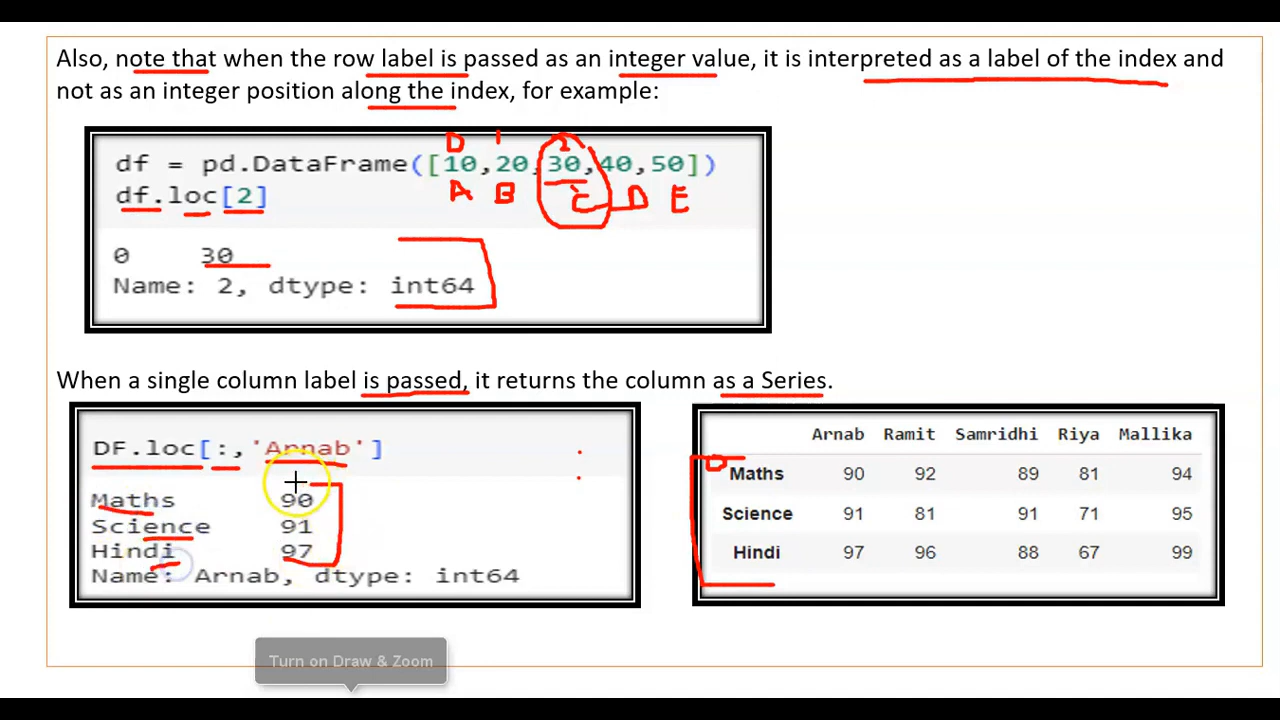 Also, note that when the row label is passed as an integer value, it is interpreted as a label of the index and
not as an integer position along the index, for example:
D 1 2
df = pd.DataFrame([10,20,30,40,50])
df.loc[2]
A B C D E
0 30
Name: 2, dtype: int64
When a single column label is passed, it returns the column as a Series.
DF.loc[:, 'Arnab']
Maths 90
Science 91
Hindi 97
Name: Arnab, dtype: int64
Arnab Ramit Samridhi Riya Mallika
Maths 90 92 89 81 94
Science 91 81 91 71 95
Hindi 97 96 88 67 99
Turn on Draw & Zoom